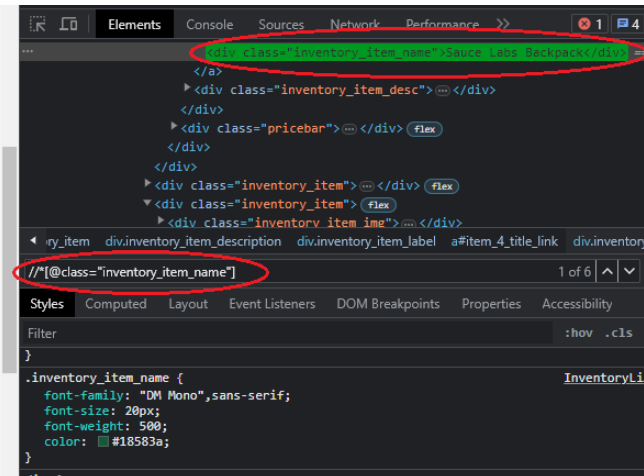 Elements Console Sources Network Performance 1 4
<div class="inventory_item_name">Sauce Labs Backpack</div>
</a>
<div class="inventory_item_desc"> </div>
</div>
<div class="pricebar"> </div> flex
</div>
</div>
<div class="inventory_item"> </div> flex
<div class="inventory_item"> flex
<div class="inventory_item_img"> </div>
ory_item div.inventory_item_description div.inventory_item_label a#item_4_title_link div.inventory
//*[@class="inventory_item_name"] 1 of 6
Styles Computed Layout Event Listeners DOM Breakpoints Properties Accessibility
Filter :hov .cls
}
.inventory_item_name { InventoryLi
font-family: "DM Mono",sans-serif;
font-size: 20px;
font-weight: 500;
color: #18583a;
}